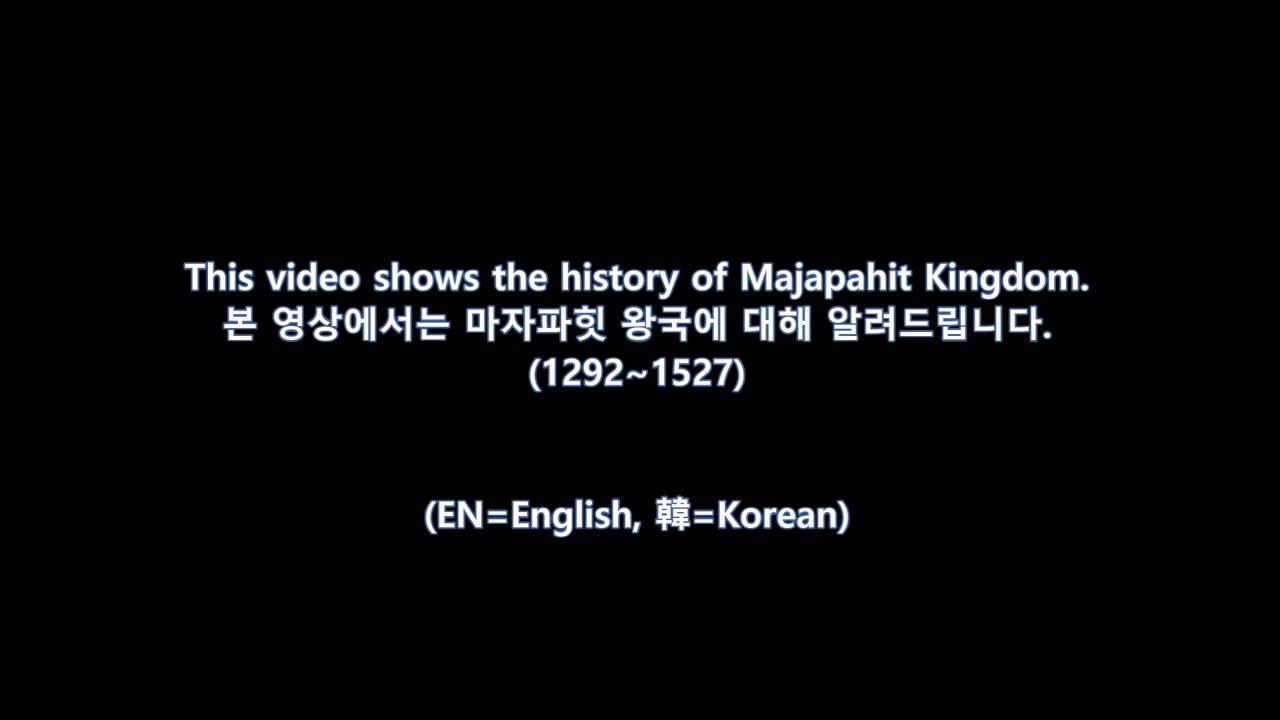 This video shows the history of Majapahit Kingdom.
본 영상에서는 마자파힛 왕국에 대해 알려드립니다.
(1292~1527)
(EN=English, 韓=Korean)